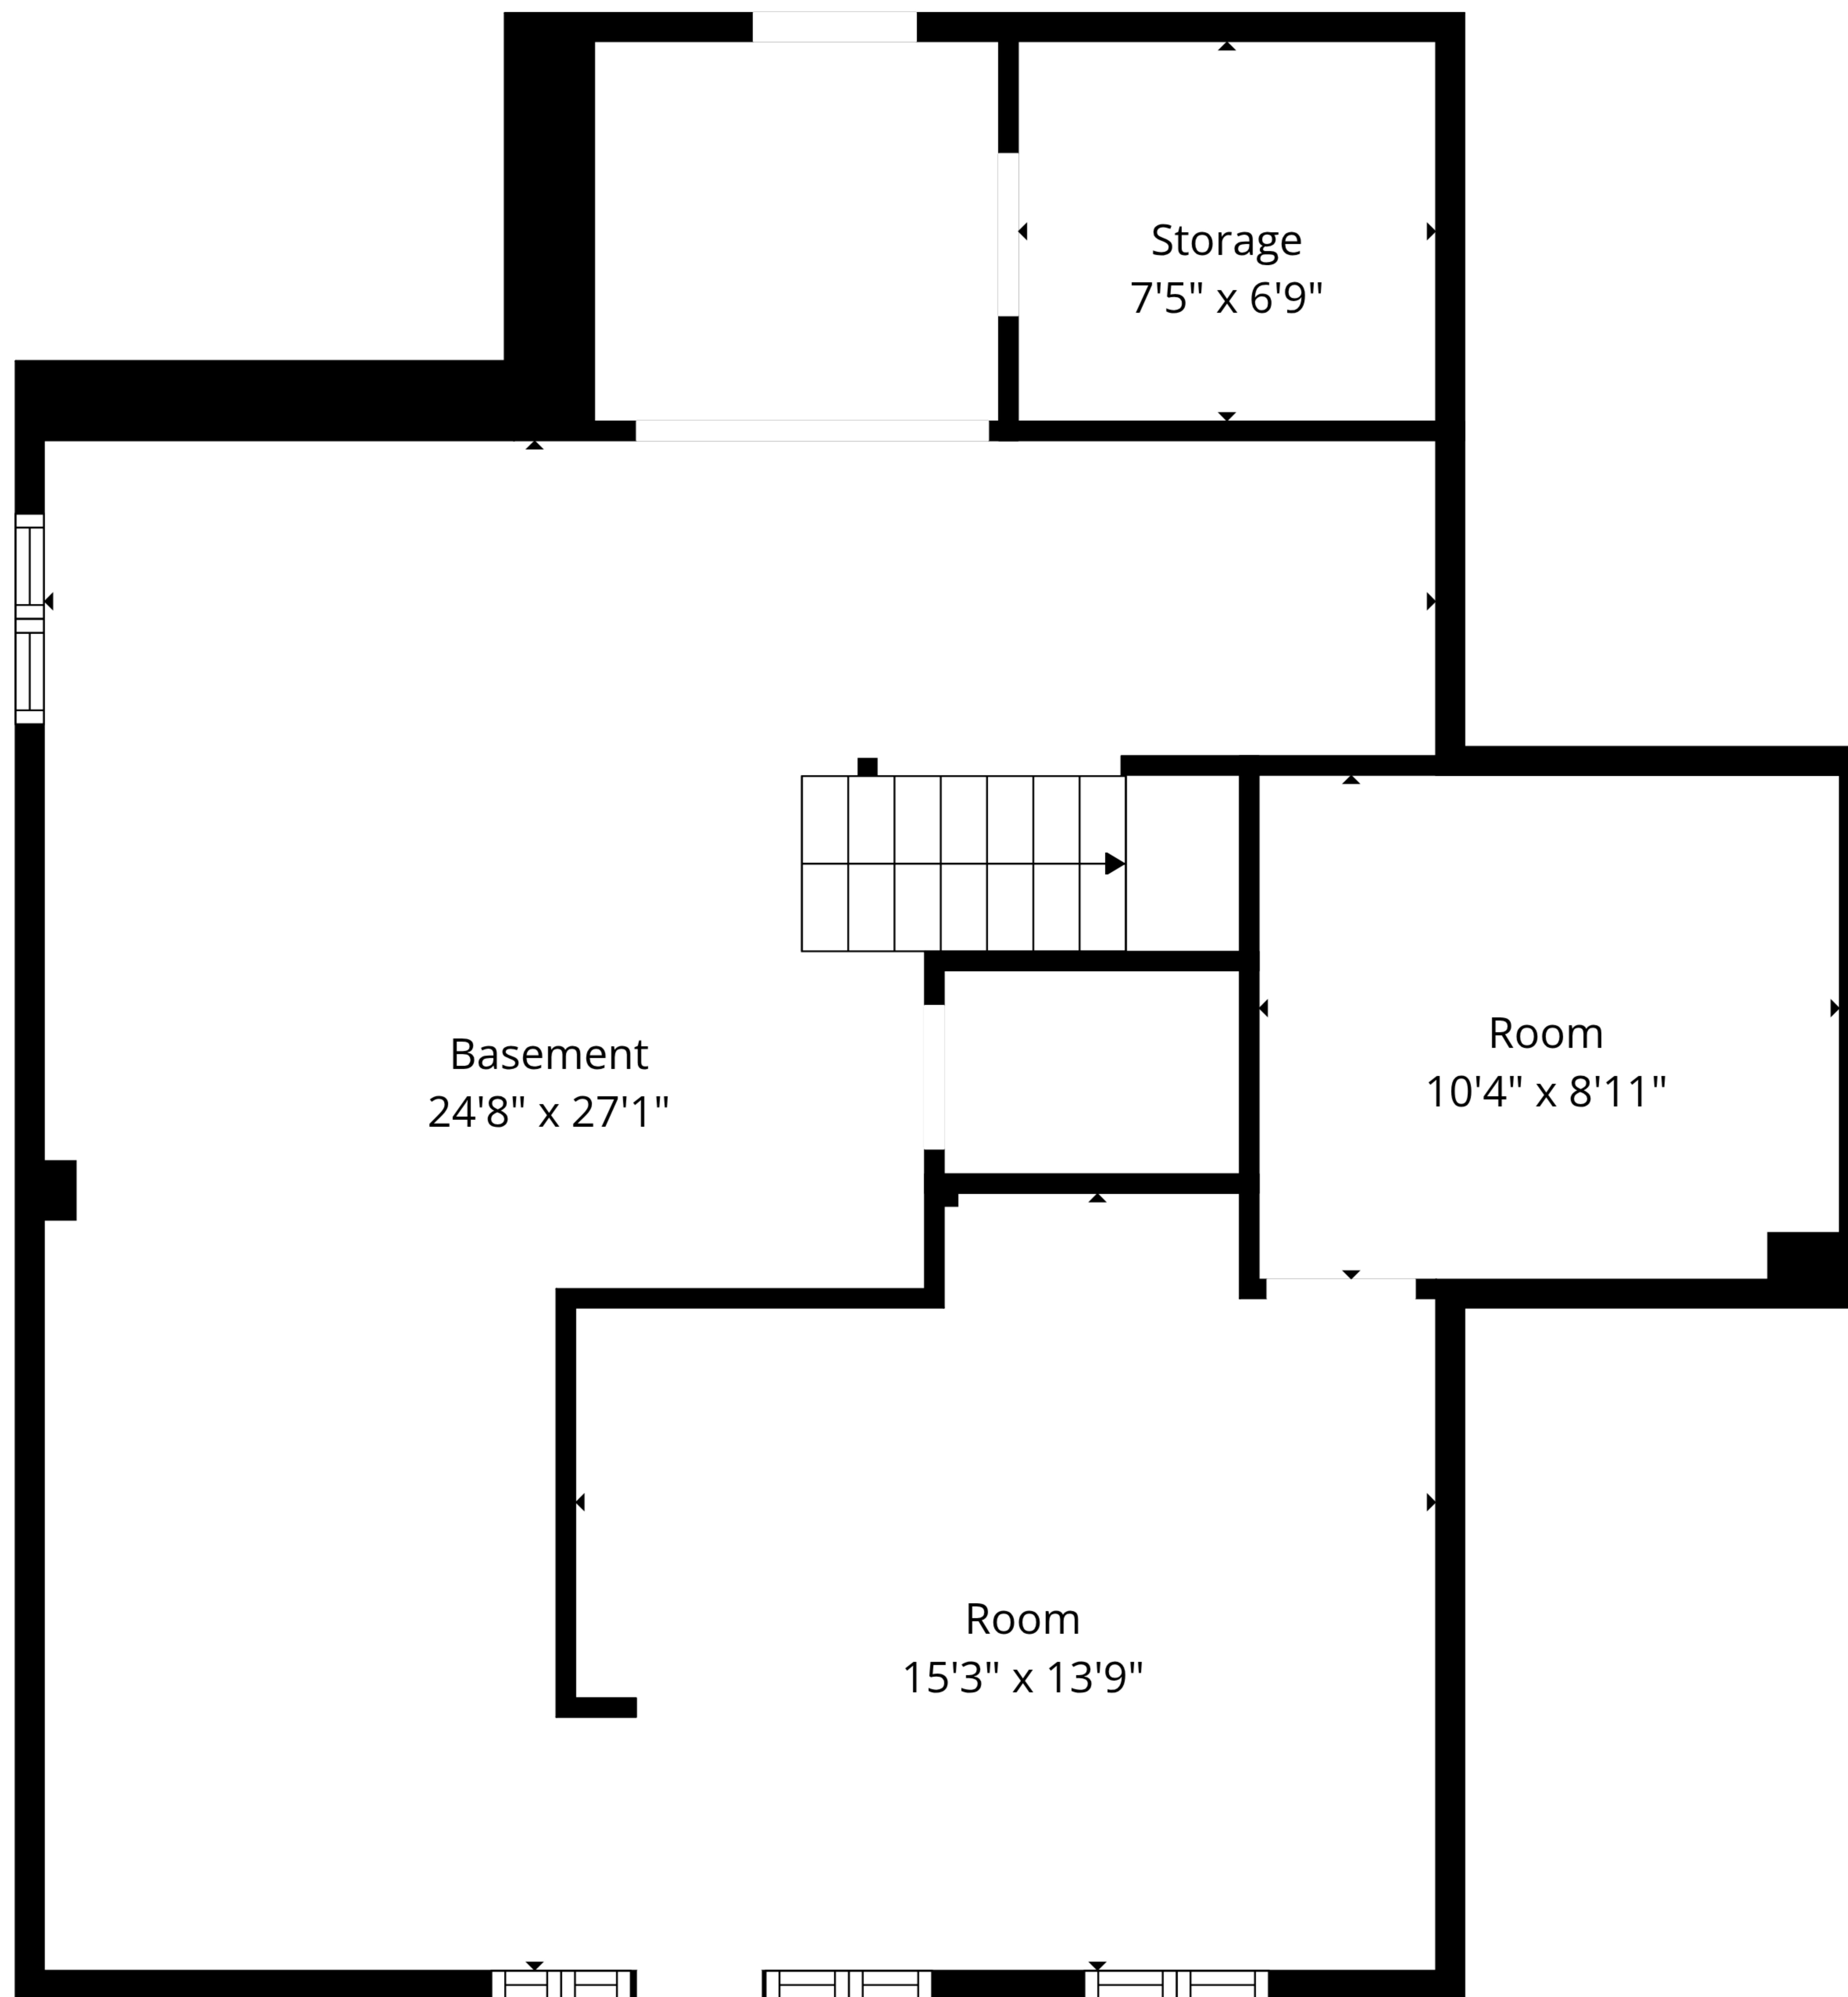 Storage
7'5" x 6'9"
Basement
24'8" x 27'1"
Room
10'4" x 8'11"
Room
15'3" x 13'9"